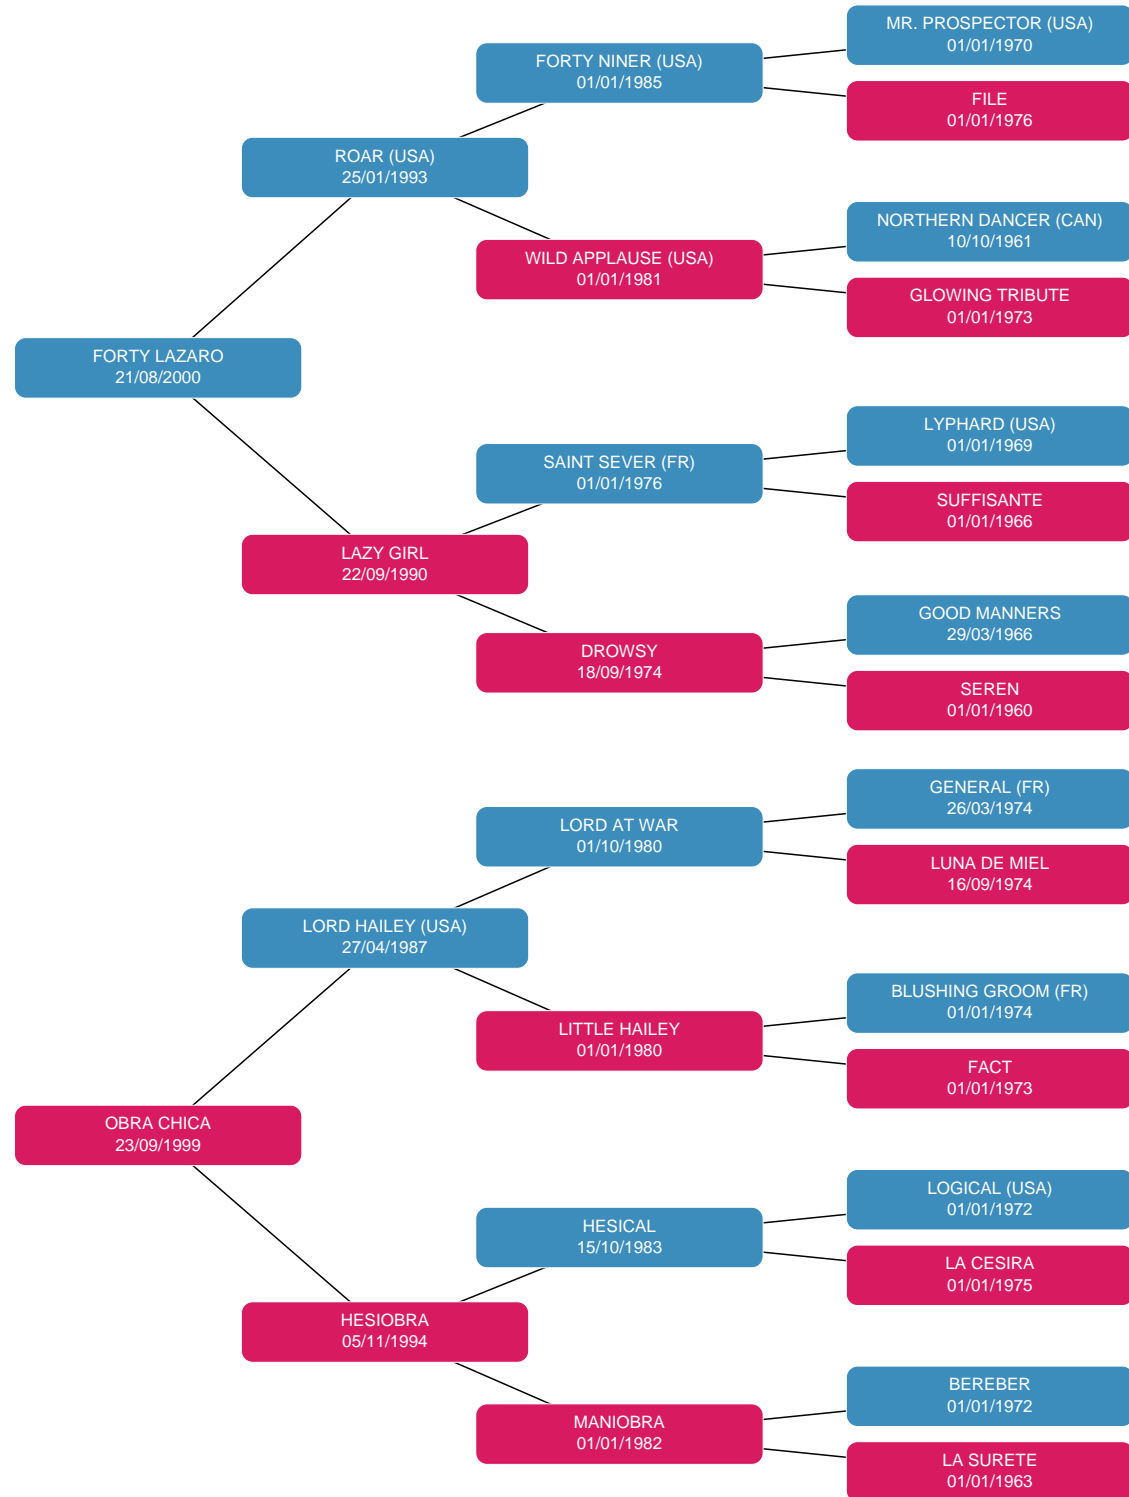 MR. PROSPECTOR (USA)
01/01/1970
FORTY NINER (USA)
01/01/1985
FILE
01/01/1976
ROAR (USA)
25/01/1993
NORTHERN DANCER (CAN)
10/10/1961
WILD APPLAUSE (USA)
01/01/1981
GLOWING TRIBUTE
01/01/1973
FORTY LAZARO
21/08/2000
LYPHARD (USA)
01/01/1969
SAINT SEVER (FR)
01/01/1976
SUFFISANTE
01/01/1966
LAZY GIRL
22/09/1990
GOOD MANNERS
29/03/1966
DROWSY
18/09/1974
SEREN
01/01/1960
GENERAL (FR)
26/03/1974
LORD AT WAR
01/10/1980
LUNA DE MIEL
16/09/1974
LORD HAILEY (USA)
27/04/1987
BLUSHING GROOM (FR)
01/01/1974
LITTLE HAILEY
01/01/1980
FACT
01/01/1973
OBRA CHICA
23/09/1999
LOGICAL (USA)
01/01/1972
HESICAL
15/10/1983
LA CESIRA
01/01/1975
HESIOBRA
05/11/1994
BEREBER
01/01/1972
MANIOBRA
01/01/1982
LA SURETE
01/01/1963